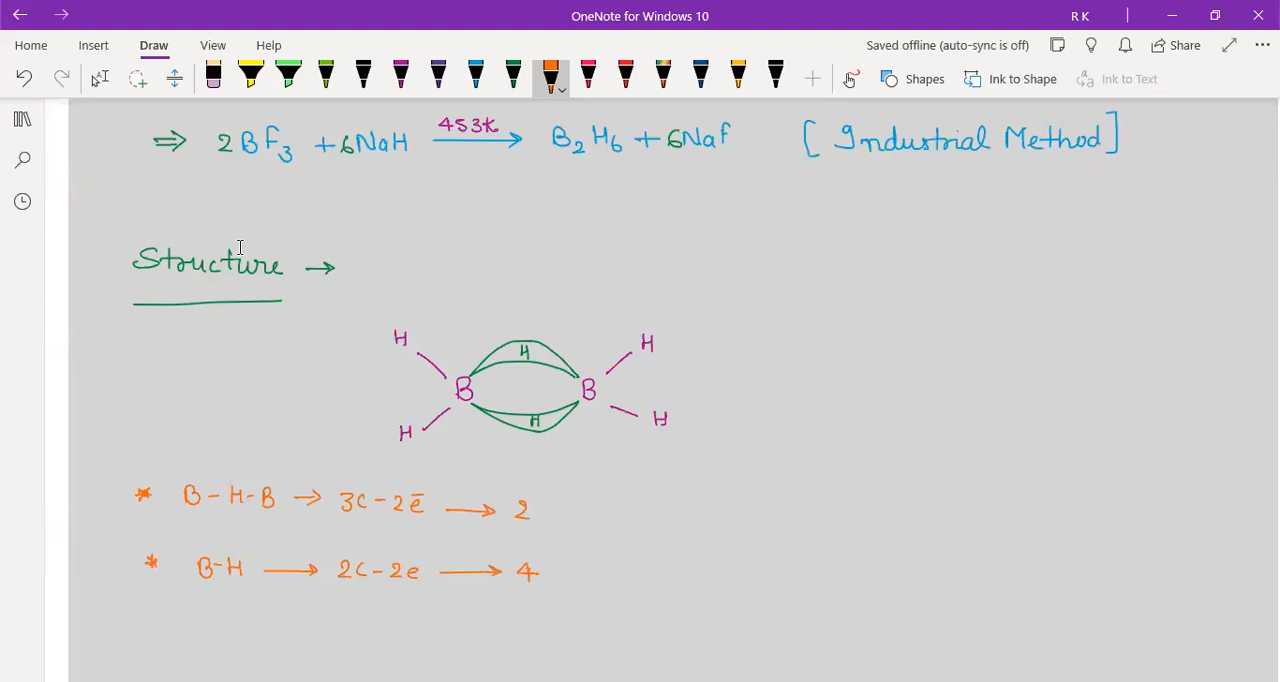 OneNote for Windows 10
R K
Home Insert Draw View Help
Saved offline (auto-sync is off)
Share
Shapes
Ink to Shape
Ink to Text
⇒ 2BF₃ + 6NaH 453K → B₂H₆ + 6NaF [Industrial Method]
Structure →
H H
H
B B
H
H H
* B-H-B → 3c-2ē → 2
* B-H → 2c-2e → 4